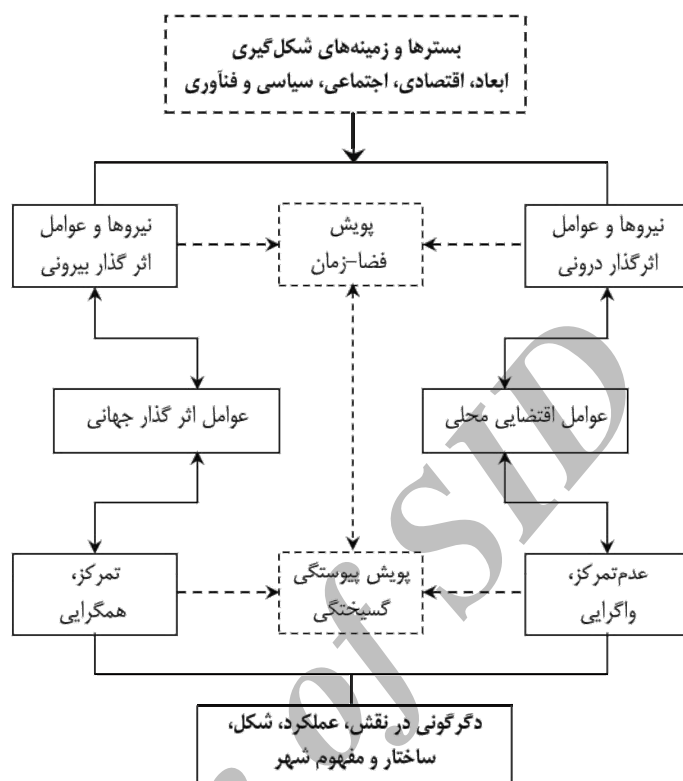 بسترها و زمینه‌های شکل‌گیری
ابعاد، اقتصادی، اجتماعی، سیاسی و فنآوری
نیروها و عوامل
اثرگذار درونی
پویش
فضا-زمان
نیروها و عوامل
اثر گذار بیرونی
عوامل اقتضایی محلی
عوامل اثر گذار جهانی
عدم‌تمرکز،
واگرایی
پویش پیوستگی
گسیختگی
تمرکز،
همگرایی
دگرگونی در نقش، عملکرد، شکل،
ساختار و مفهوم شهر
of SID